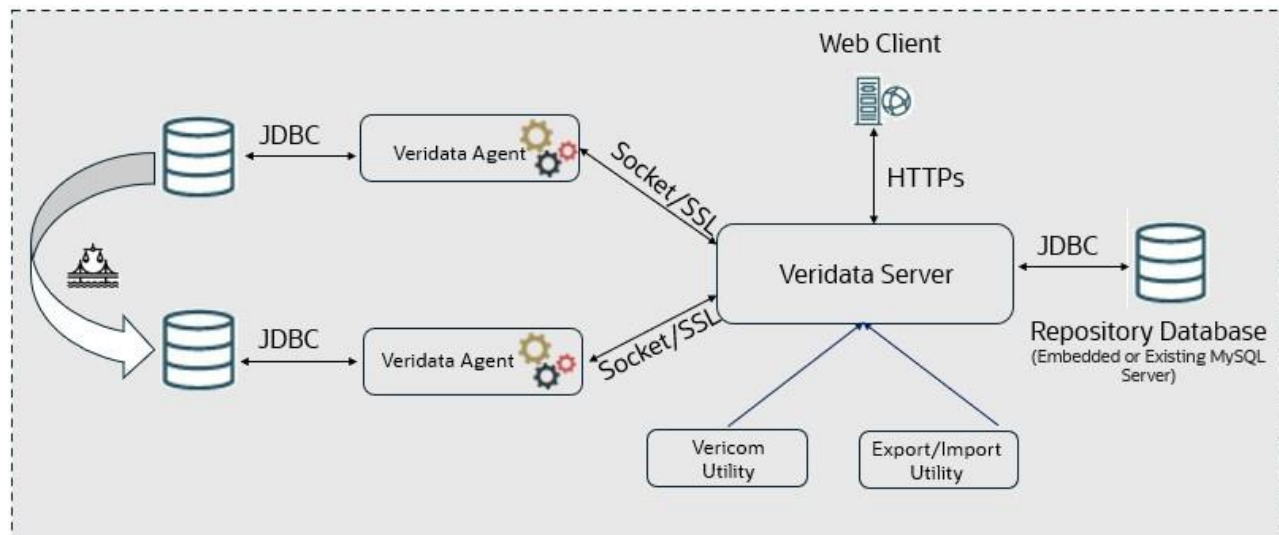 Web Client
JDBC
Veridata Agent
Socket/SSL
HTTPs
Veridata Server
JDBC
Repository Database
(Embedded or Existing MySQL
Server)
JDBC
Veridata Agent
Socket/SSL
Vericom
Utility
Export/Import
Utility